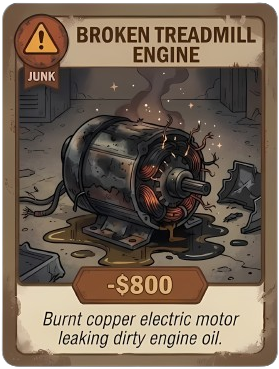 BROKEN TREADMILL
ENGINE
JUNK
-$800
Burnt copper electric motor
leaking dirty engine oil.